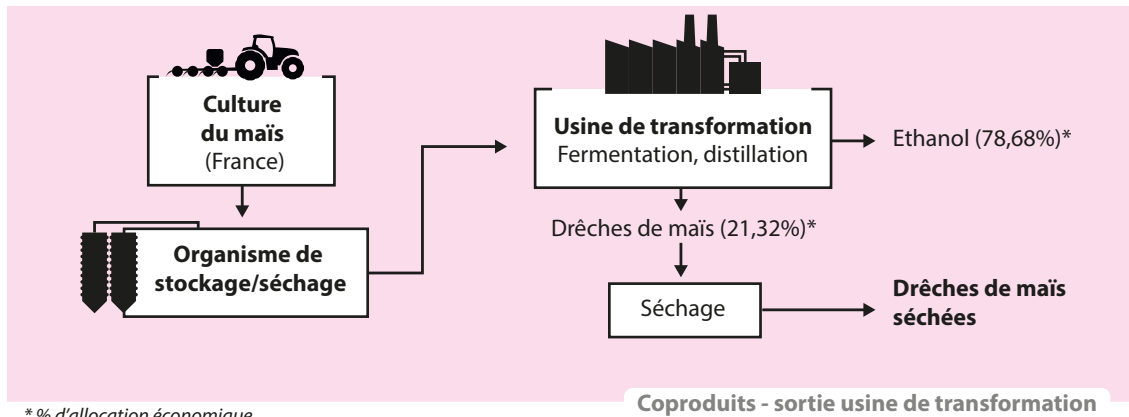 Culture
du maïs
(France)
Organisme de
stockage/séchage
Usine de transformation
Fermentation, distillation
Ethanol (78,68%)*
Drêches de maïs (21,32%)*
Séchage
Drêches de maïs
séchées
Coproduits - sortie usine de transformation
* % d'allocation économique